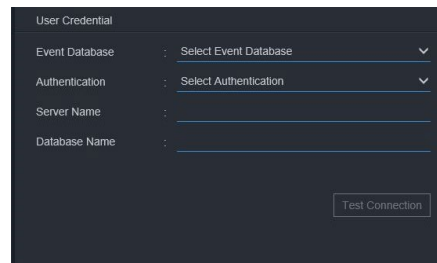 User Credential
Event Database : Select Event Database
Authentication : Select Authentication
Server Name :
Database Name :
Test Connection